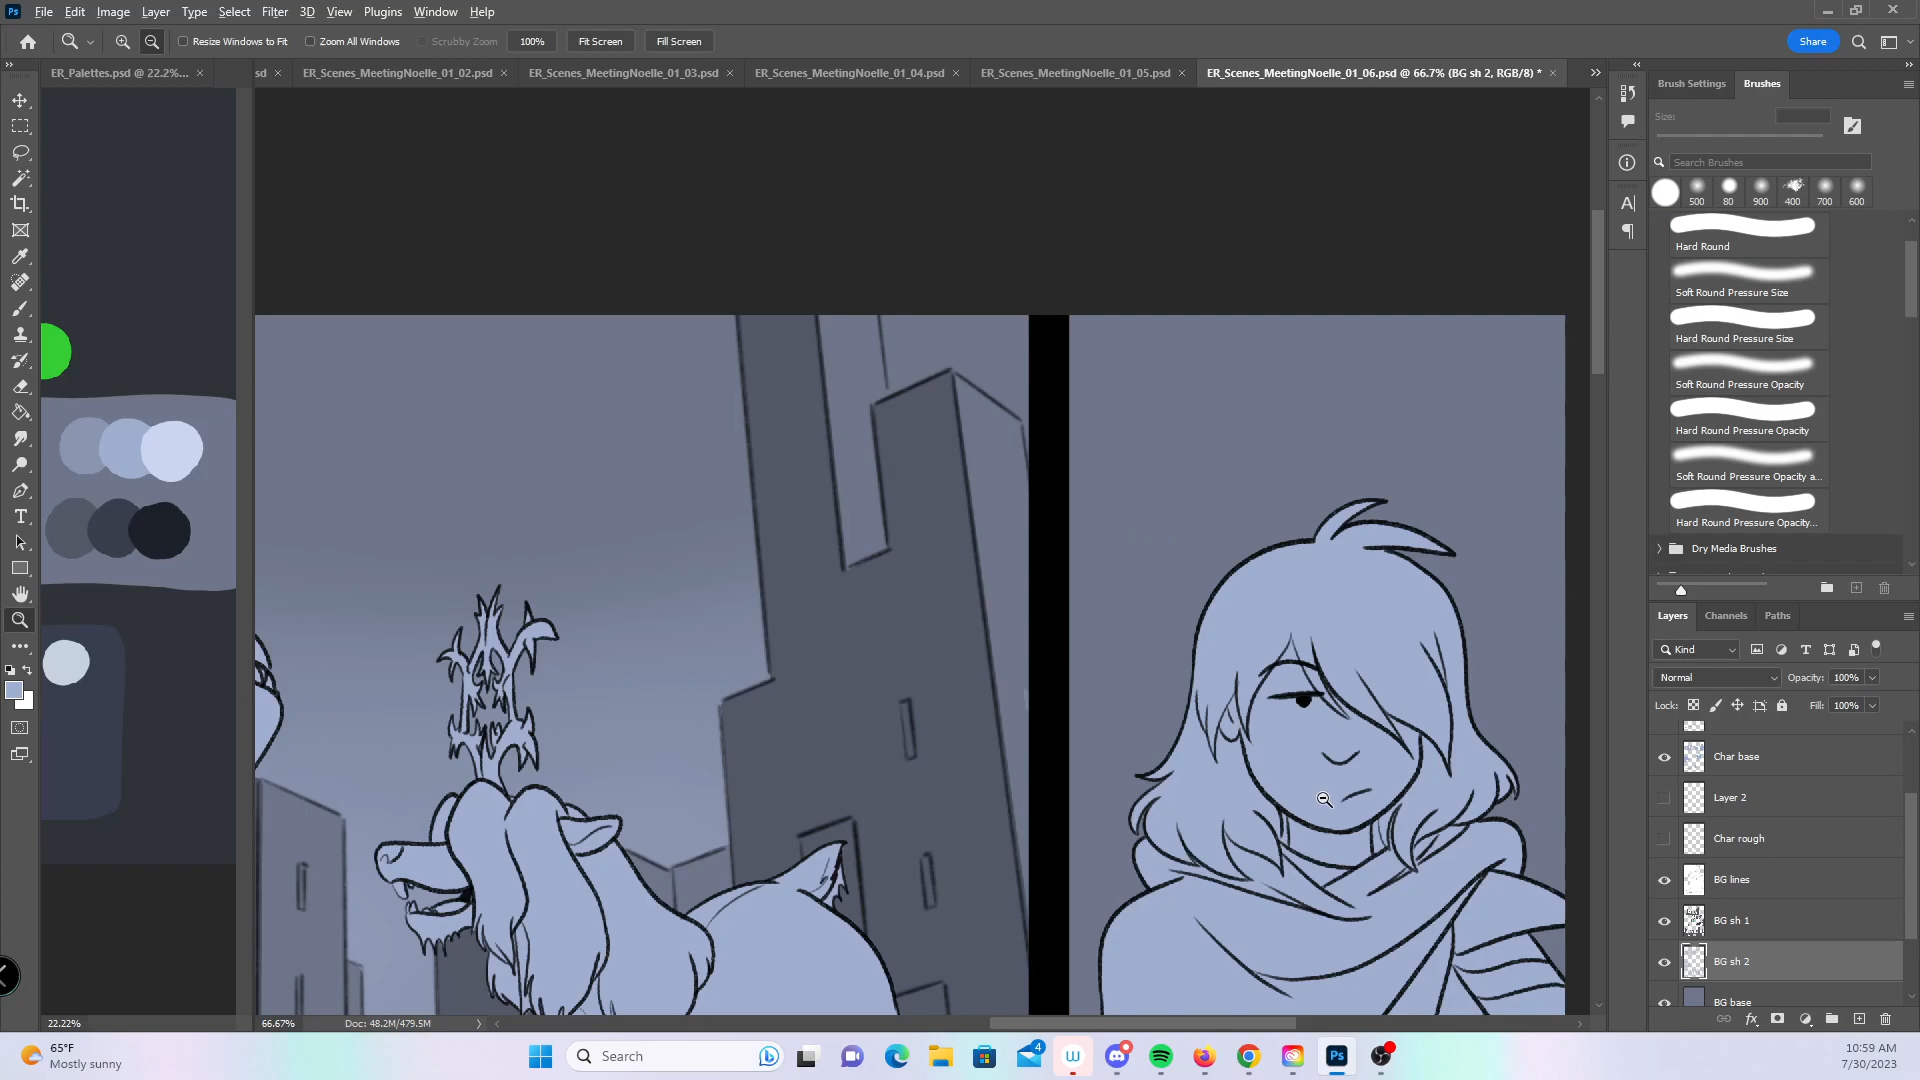 Ps File Edit Image Layer Type Select Filter 3D View Plugins Window Help
Resize Windows to Fit Zoom All Windows Scrubby Zoom 100% Fit Screen Fill Screen Share
ER_Palettes.psd @ 22.2%... × sd × ER_Scenes_MeetingNoelle_01_02.psd × ER_Scenes_MeetingNoelle_01_03.psd × ER_Scenes_MeetingNoelle_01_04.psd × ER_Scenes_MeetingNoelle_01_05.psd × ER_Scenes_MeetingNoelle_01_06.psd @ 66.7% (BG sh 2, RGB/8) * ×
Brush Settings Brushes
Size:
Search Brushes
500 80 900 400 700 600
Hard Round
Soft Round Pressure Size
Hard Round Pressure Size
Soft Round Pressure Opacity
Hard Round Pressure Opacity
Soft Round Pressure Opacity a...
Hard Round Pressure Opacity...
Dry Media Brushes
Layers Channels Paths
Kind
Normal Opacity: 100%
Lock: Fill: 100%
Char base
Layer 2
Char rough
BG lines
BG sh 1
BG sh 2
BG base
22.22% 66.67% Doc: 48.2M/479.5M
65°F
Mostly sunny
Search
4
Ps
10:59 AM
7/30/2023